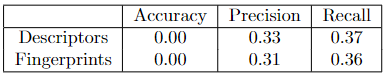 Accuracy Precision Recall
Descriptors 0.00 0.33 0.37
Fingerprints 0.00 0.31 0.36